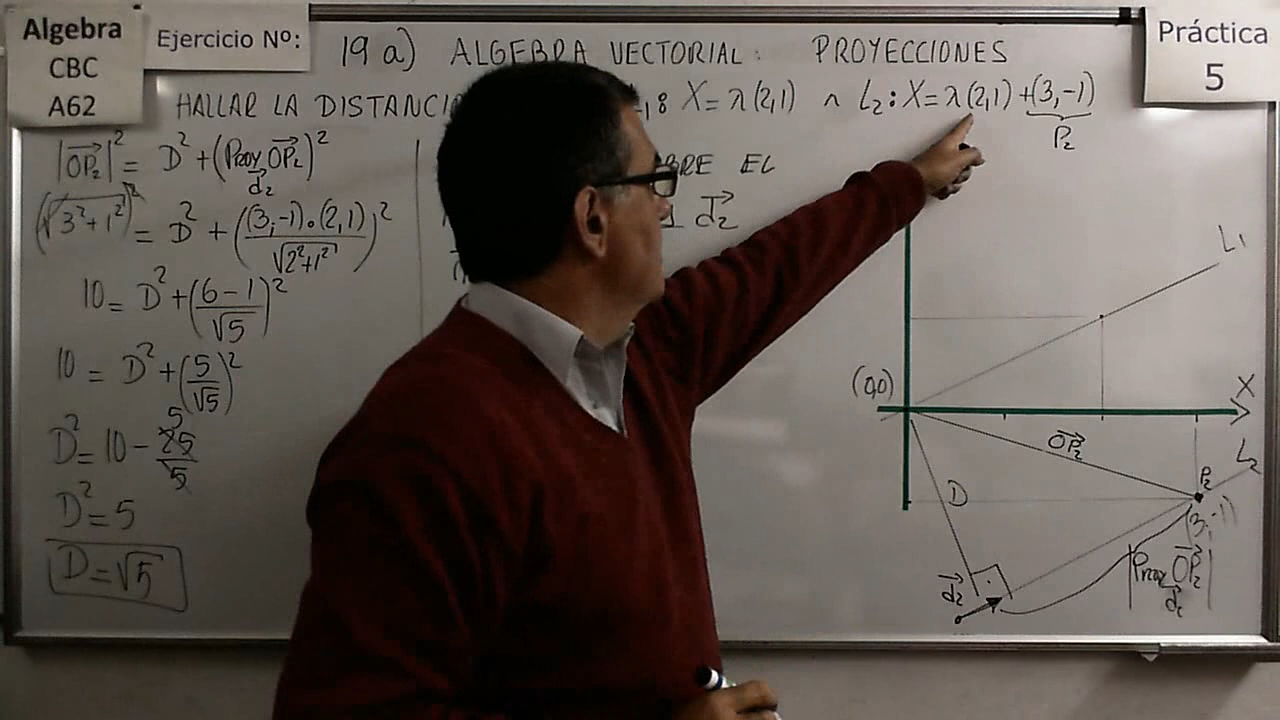 Algebra
CBC
A62
Ejercicio Nº:
Práctica
5
19 a) ALGEBRA VECTORIAL: PROYECCIONES
HALLAR LA : X = λ(2,1) ∧ L₂: X = λ(2,1) + (3,-1)
P₂
|OP₂|² = D² + (Proy OP₂)²
d₂
(√3²+1²)² = D² + ((3,-1)·(2,1) / √2²+1²)²
10 = D² + (6-1 / √5)²
10 = D² + (5 / √5)²
D² = 10 - 25/5
5
D² = 5
D = √5
EL
d₂
L₁
(0,0)
X
OP₂
L₂
P₂
D
(3,-1)
d₂
|Proy OP₂|